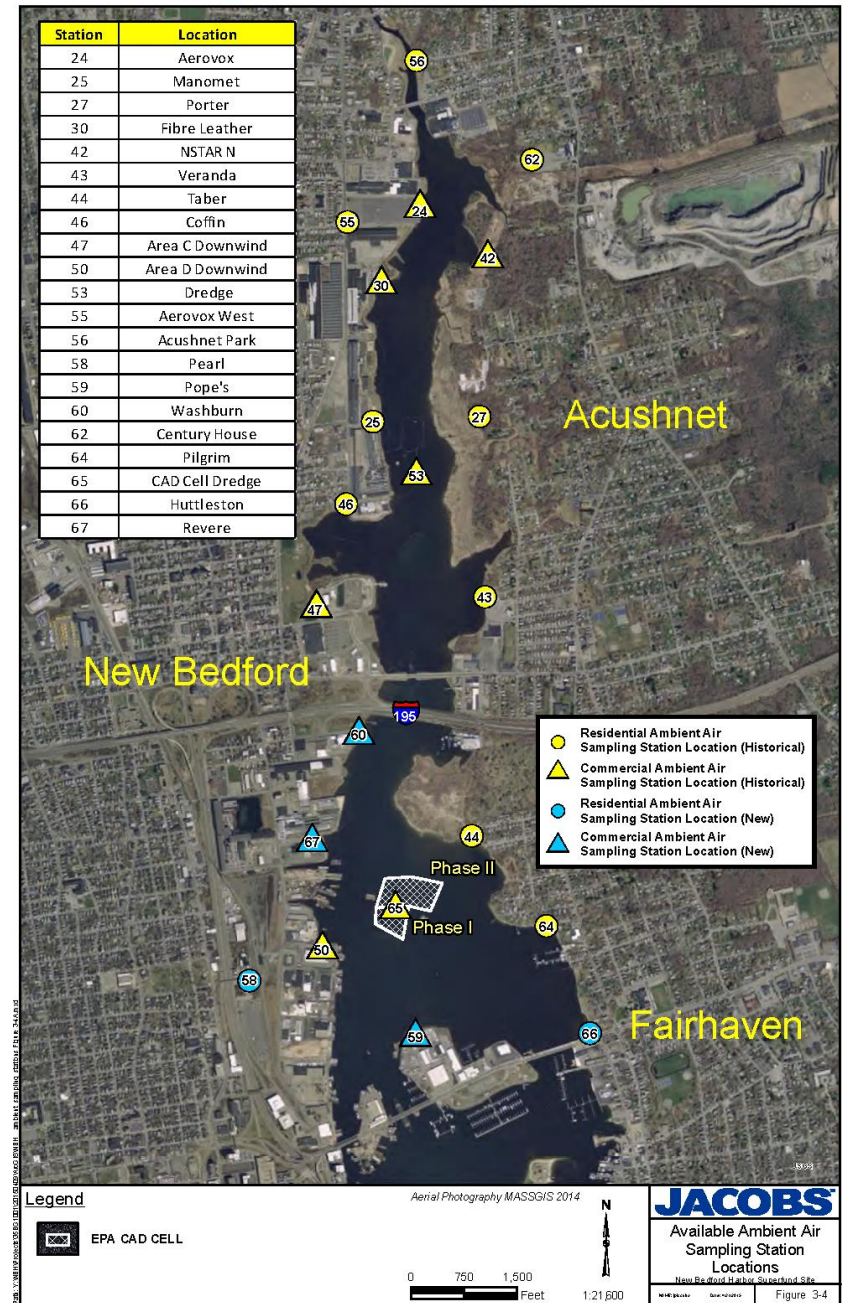 Station Location
24 Aerovox
25 Manomet
27 Porter
30 Fibre Leather
42 NSTAR N
43 Veranda
44 Taber
46 Coffin
47 Area C Downwind
50 Area D Downwind
53 Dredge
55 Aerovox West
56 Acushnet Park
58 Pearl
59 Pope's
60 Washburn
62 Century House
64 Pilgrim
65 CAD Cell Dredge
66 Huttleston
67 Revere
56
62
24
55
42
30
Acushnet
25
27
53
46
43
47
New Bedford
195
60
Residential Ambient Air
Sampling Station Location (Historical)
Commercial Ambient Air
Sampling Station Location (Historical)
Residential Ambient Air
Sampling Station Location (New)
Commercial Ambient Air
Sampling Station Location (New)
67
44
Phase II
65
Phase I
64
50
58
59
66
Fairhaven
Legend
EPA CAD CELL
Aerial Photography MASSGIS 2014
N
S
0 750 1,500
Feet
1:21,600
JACOBS
Available Ambient Air
Sampling Station
Locations
New Bedford Harbor Superfund Site
Figure 3-4